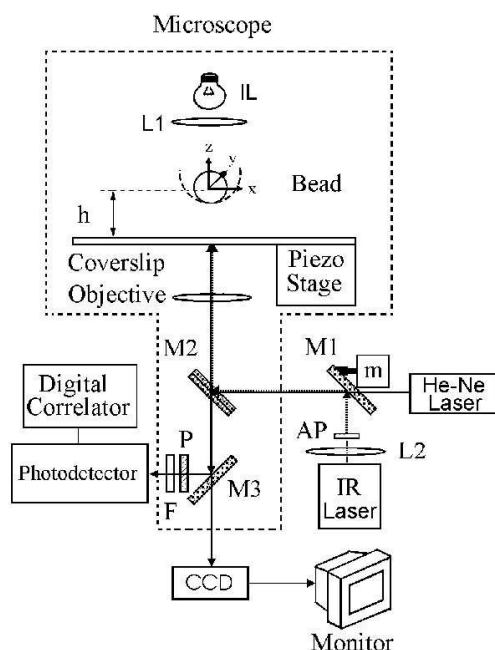 Microscope
IL
L1
z
y
x
Bead
h
Coverslip
Piezo
Stage
Objective
M2
M1
m
He-Ne
Laser
Digital
Correlator
AP
L2
P
Photodetector
M3
IR
Laser
F
CCD
Monitor